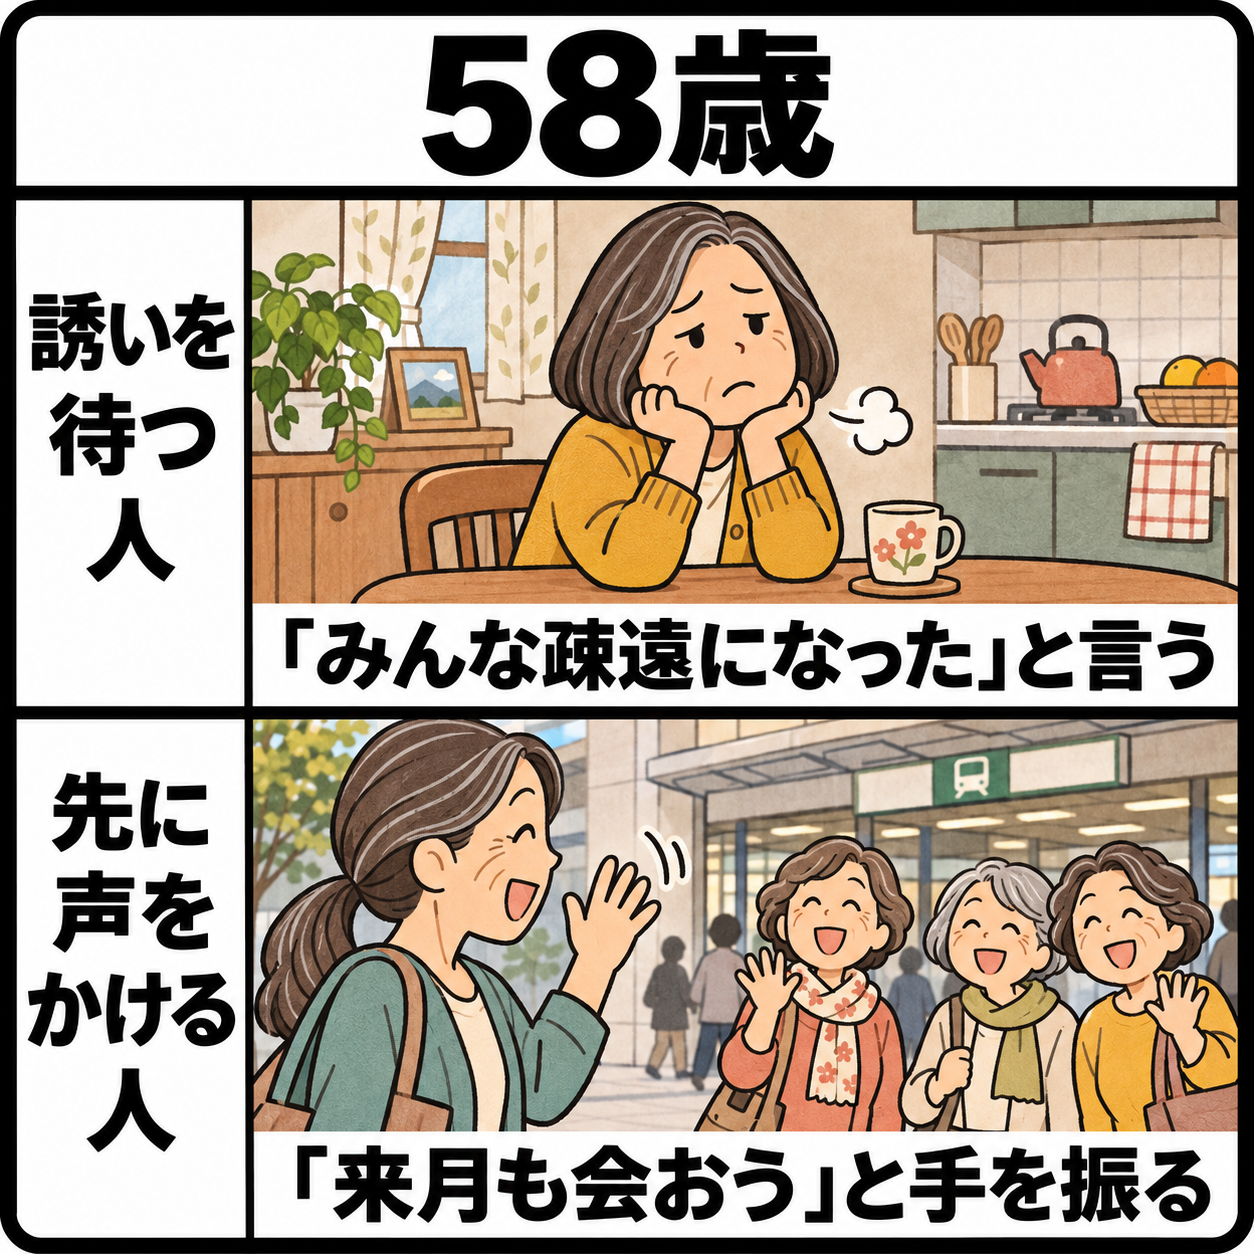 58歳
誘いを
待つ
人
「みんな疎遠になった」と言う
先に
声を
かける
人
「来月も会おう」と手を振る